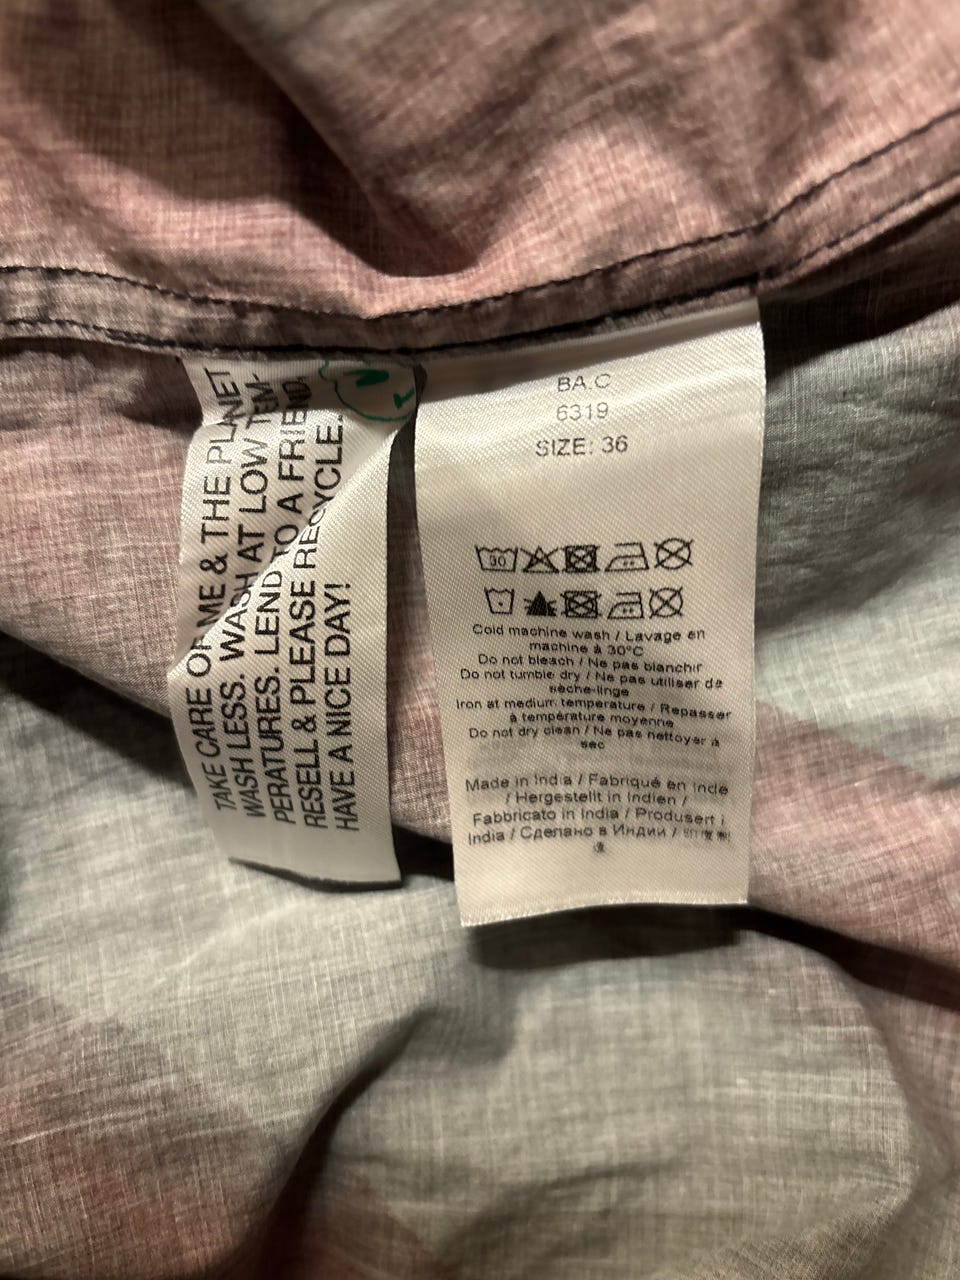 TAKE CARE OF ME & THE PLANET
WASH LESS. WASH AT LOW TEM-
PERATURES. LEND TO A FRIEND.
RESELL & PLEASE RECYCLE.
HAVE A NICE DAY!
BA.C
6319
SIZE: 36
30
Cold machine wash / Lavage en
machine à 30°C
Do not bleach / Ne pas blanchir
Do not tumble dry / Ne pas utiliser de
sèche-linge
Iron at medium temperature / Repasser
à température moyenne
Do not dry clean / Ne pas nettoyer à
sec
Made in India / Fabriqué en Inde
/ Hergestellt in Indien /
Fabbricato in India / Produsert i
India / Сделано в Индии / 印度製